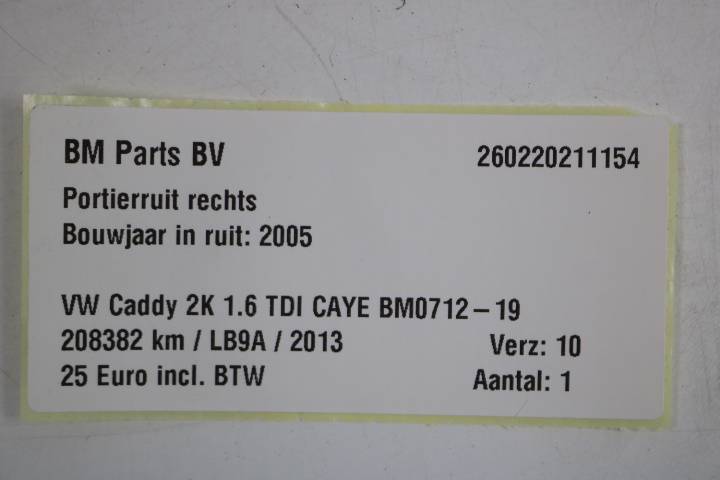 BM Parts BV 260220211154
Portierruit rechts
Bouwjaar in ruit: 2005
VW Caddy 2K 1.6 TDI CAYE BM0712-19
208382 km / LB9A / 2013 Verz: 10
25 Euro incl. BTW Aantal: 1